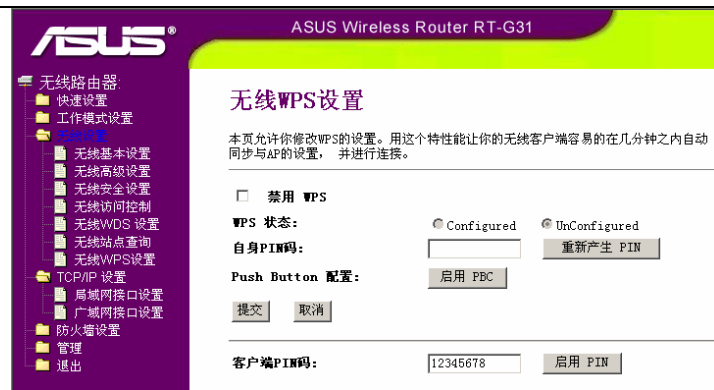 ASUS Wireless Router RT-G31
/SUS®
无线路由器:
快速设置
工作模式设置
无线设置
无线基本设置
无线高级设置
无线安全设置
无线访问控制
无线WDS 设置
无线站点查询
无线WPS设置
TCP/IP 设置
局域网接口设置
广域网接口设置
防火墙设置
管理
退出
无线WPS设置
本页允许你修改WPS的设置。用这个特性能让你的无线客户端容易的在几分钟之内自动
同步与AP的设置， 并进行连接。
禁用 WPS
WPS 状态: Configured UnConfigured
自身PIN码: 重新产生 PIN
Push Button 配置: 启用 PBC
提交 取消
客户端PIN码: 12345678 启用 PIN